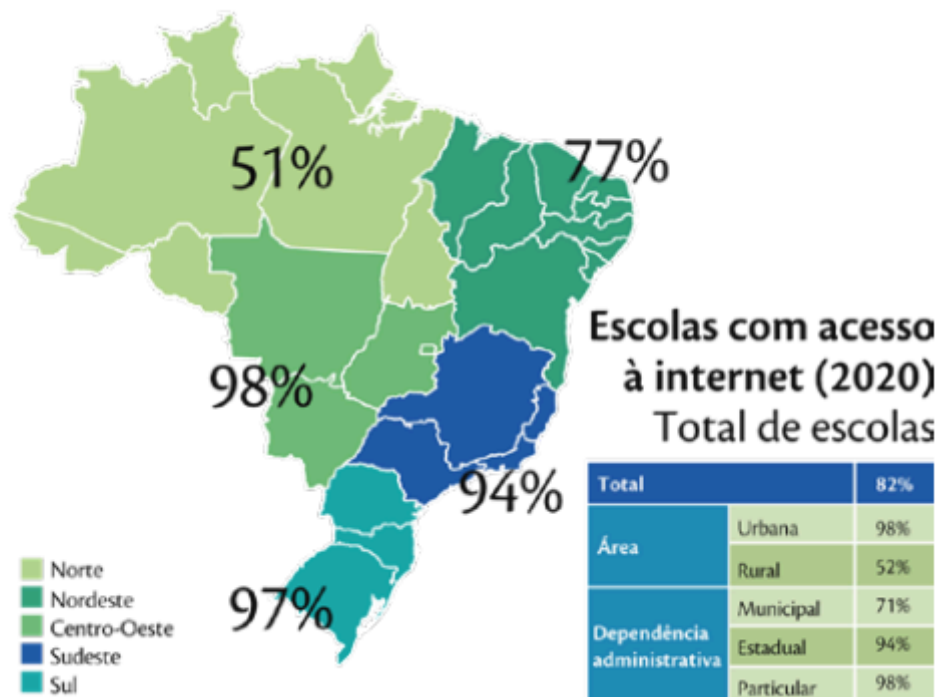 51%
77%
98%
94%
97%
Escolas com acesso
à internet (2020)
Total de escolas
Total 82%
Área
Urbana 98%
Rural 52%
Dependência
administrativa
Municipal 71%
Estadual 94%
Particular 98%
Norte
Nordeste
Centro-Oeste
Sudeste
Sul